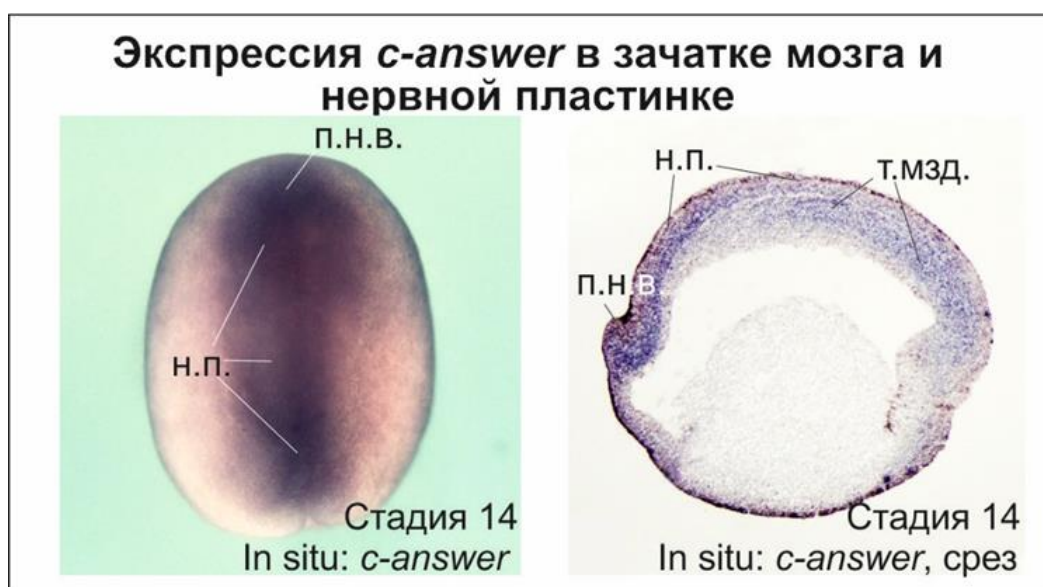 Экспрессия c-answer в зачатке мозга и
нервной пластинке
п.н.в.
н.п.
Стадия 14
In situ: c-answer
н.п.
т.мзд.
п.н.в
Стадия 14
In situ: c-answer, срез